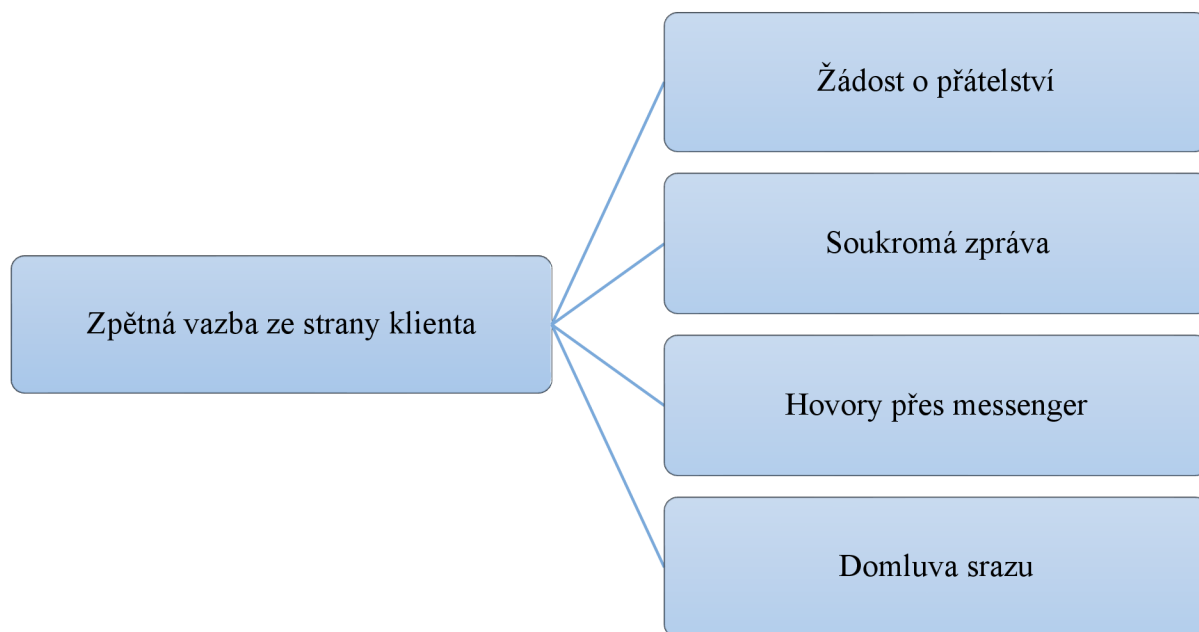 Žádost o přátelství
Soukromá zpráva
Zpětná vazba ze strany klienta
Hovory přes messenger
Domluva srazu